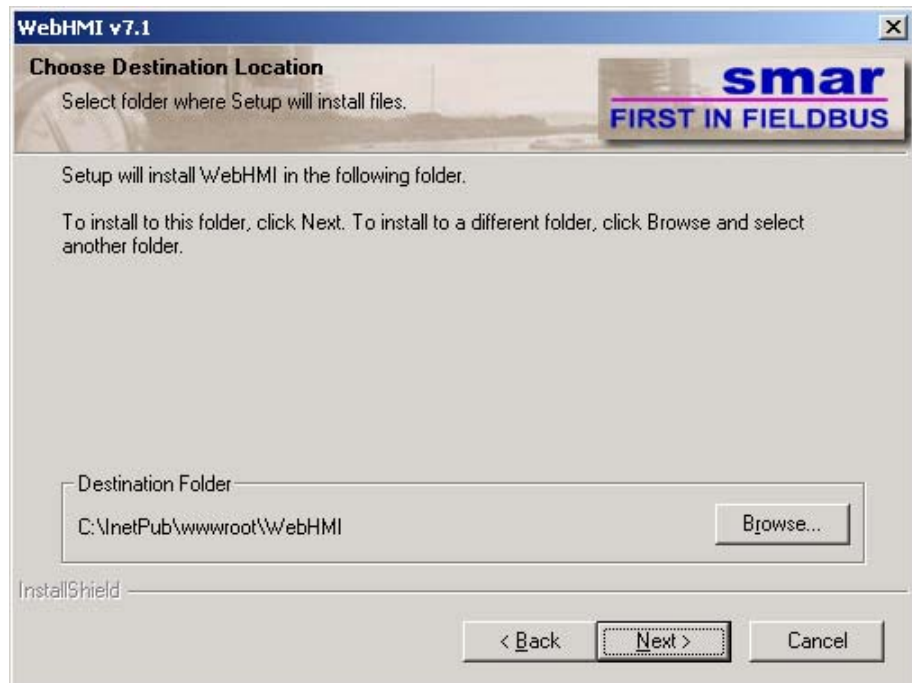 WebHMI v7.1
Choose Destination Location
Select folder where Setup will install files.
smar
FIRST IN FIELDBUS
Setup will install WebHMI in the following folder.
To install to this folder, click Next. To install to a different folder, click Browse and select
another folder.
Destination Folder
C:\InetPub\wwwroot\WebHMI
Browse...
InstallShield
< Back
Next >
Cancel